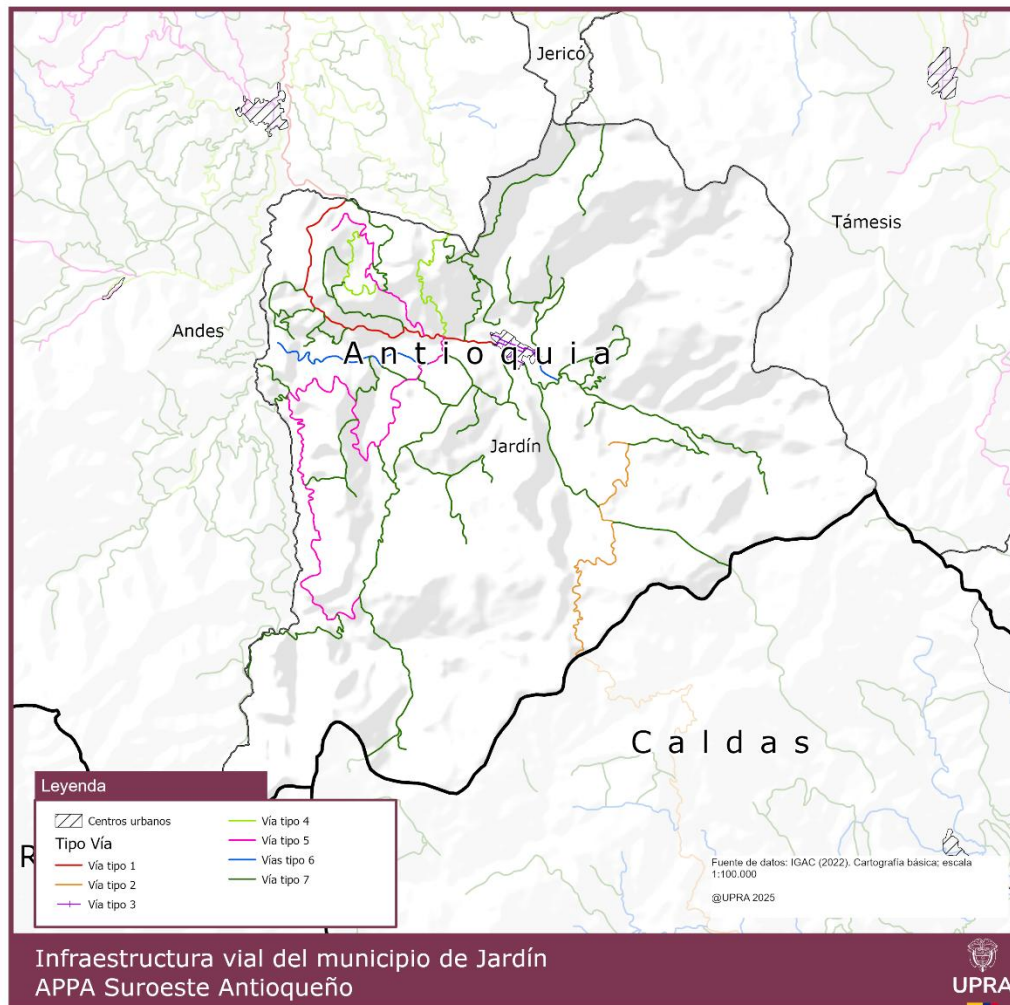 Jericó
Támesis
Andes
A n t i o q u i a
Jardín
C a l d a s
R
Leyenda
Centros urbanos
Tipo Vía
Vía tipo 1
Vía tipo 2
Vía tipo 3
Vía tipo 4
Vía tipo 5
Vías tipo 6
Vía tipo 7
Fuente de datos: IGAC (2022). Cartografía básica; escala
1:100.000
@UPRA 2025
Infraestructura vial del municipio de Jardín
APPA Suroeste Antioqueño
UPRA